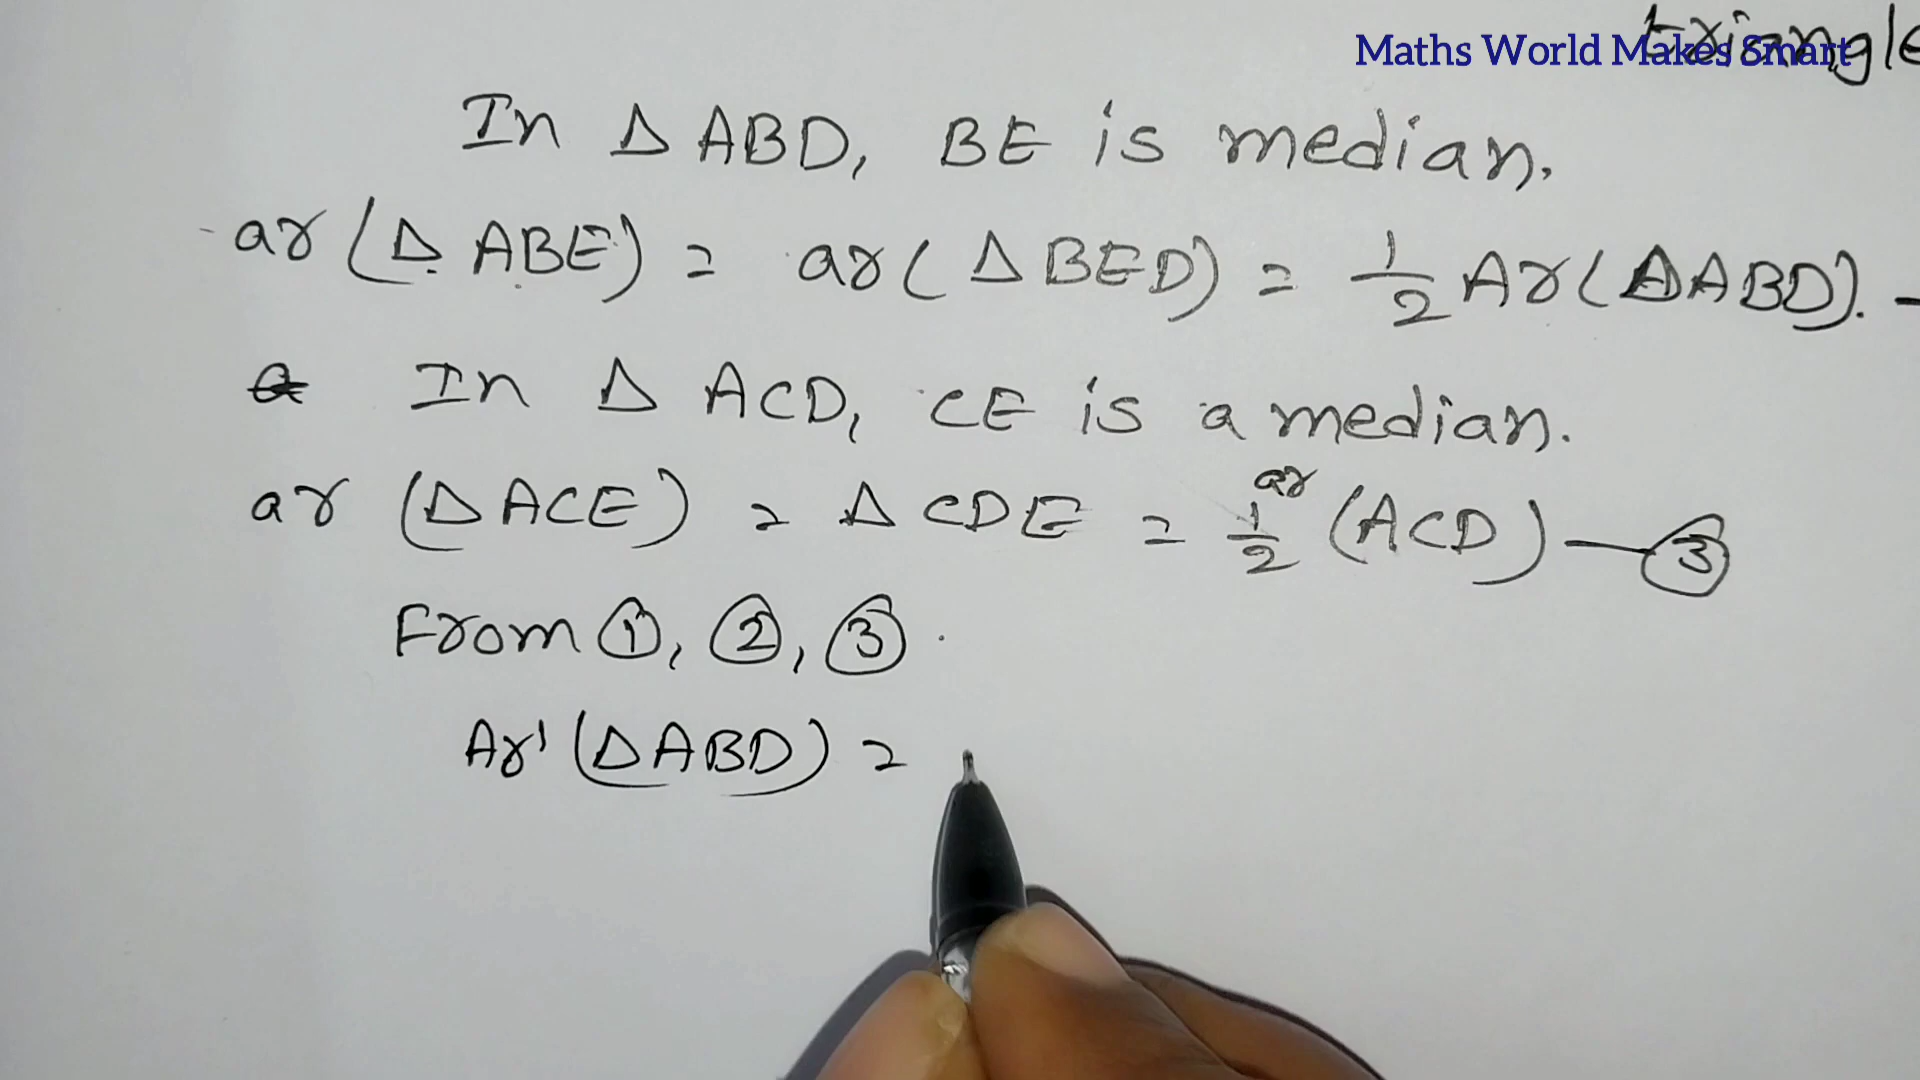 Maths World Makes Smart
triangle
In Δ ABD, BE is median.
ar (Δ ABE) = ar (Δ BED) = 1/2 Ar (Δ ABD). -
In Δ ACD, CE is a median.
ar (Δ ACE) = Δ CDE = 1/2 ar (ACD) — ③
From ①, ②, ③.
Ar (Δ ABD) =